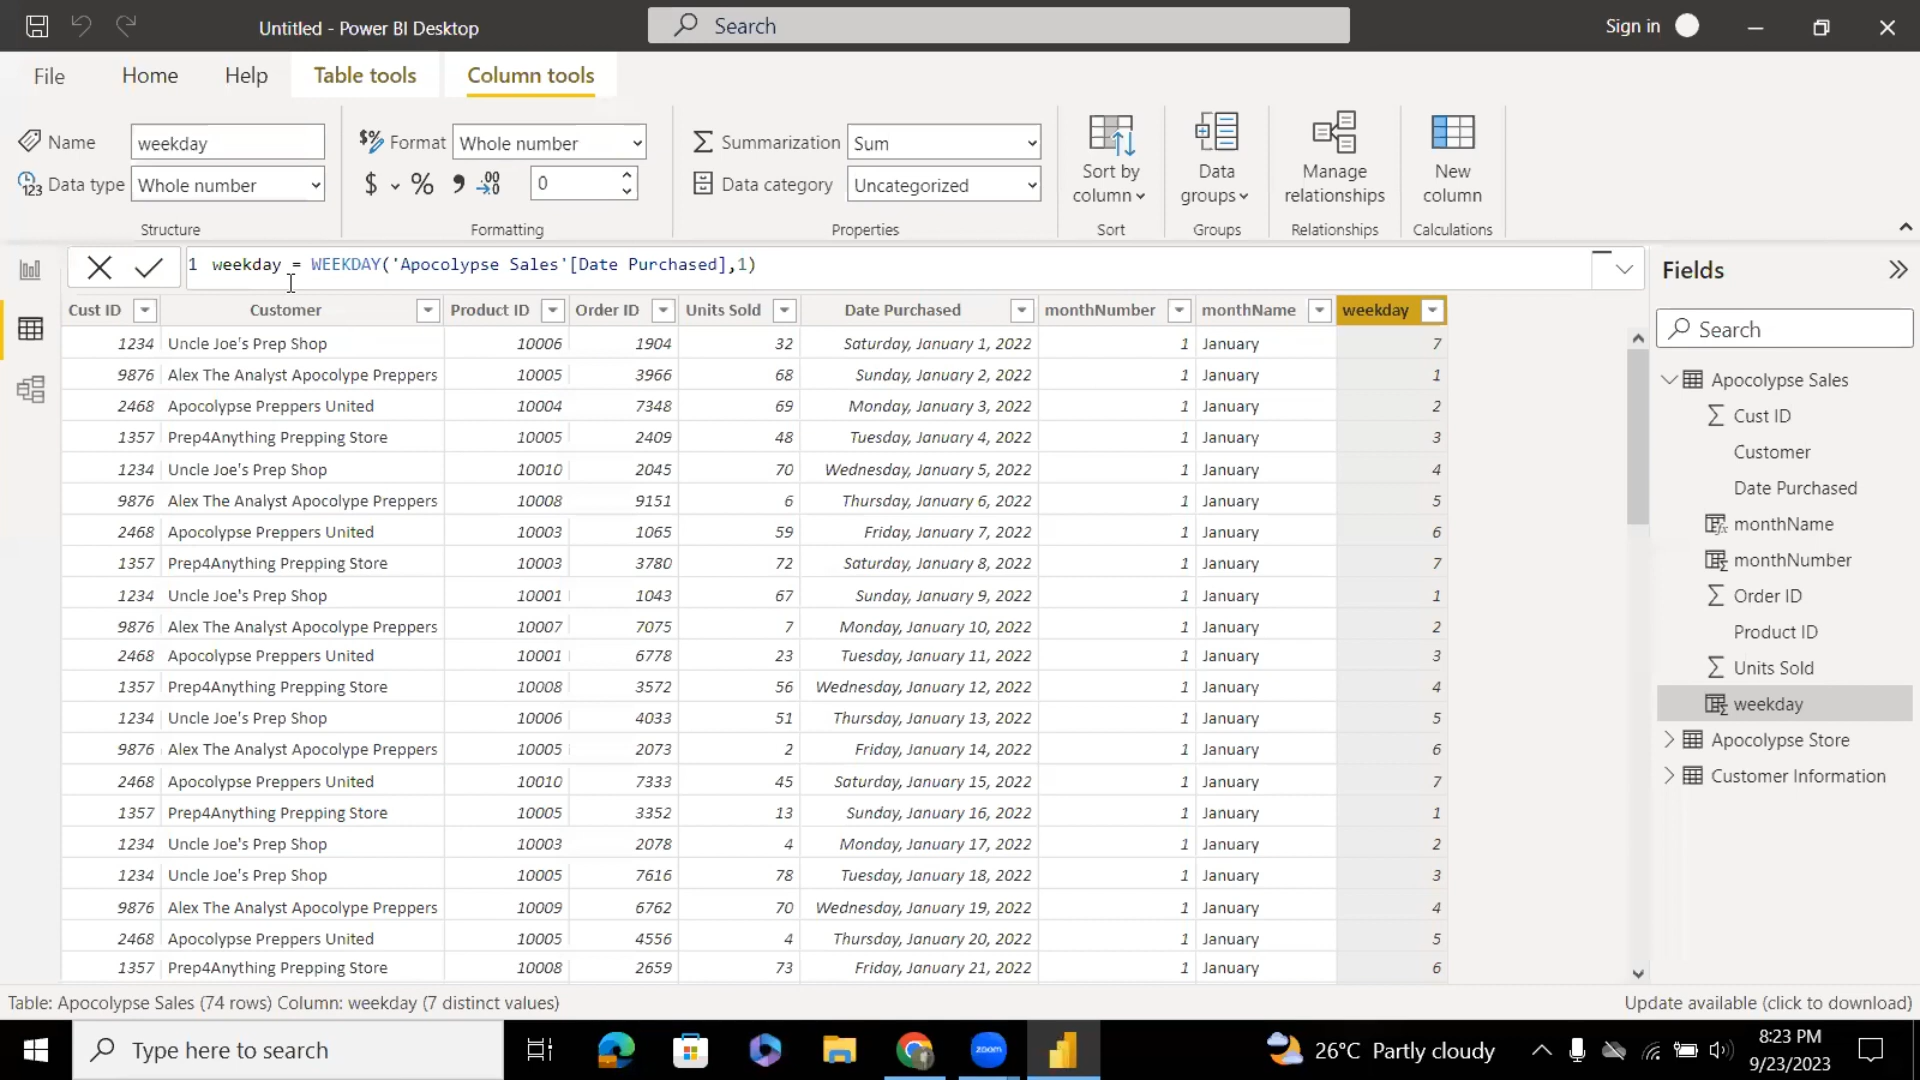 Untitled - Power BI Desktop
Search
Sign in
File
Home
Help
Table tools
Column tools
Name
weekday
Format
Whole number
Summarization
Sum
Data type
Whole number
$
%
0
Data category
Uncategorized
Sort by
column
Data
groups
Manage
relationships
New
column
Structure
Formatting
Properties
Sort
Groups
Relationships
Calculations
1 weekday = WEEKDAY('Apocolypse Sales'[Date Purchased],1)
Cust ID Customer Product ID Order ID Units Sold Date Purchased monthNumber monthName weekday
1234 Uncle Joe's Prep Shop 10006 1904 32 Saturday, January 1, 2022 1 January 7
9876 Alex The Analyst Apocolype Preppers 10005 3966 68 Sunday, January 2, 2022 1 January 1
2468 Apocolypse Preppers United 10004 7348 69 Monday, January 3, 2022 1 January 2
1357 Prep4Anything Prepping Store 10005 2409 48 Tuesday, January 4, 2022 1 January 3
1234 Uncle Joe's Prep Shop 10010 2045 70 Wednesday, January 5, 2022 1 January 4
9876 Alex The Analyst Apocolype Preppers 10008 9151 6 Thursday, January 6, 2022 1 January 5
2468 Apocolypse Preppers United 10003 1065 59 Friday, January 7, 2022 1 January 6
1357 Prep4Anything Prepping Store 10003 3780 72 Saturday, January 8, 2022 1 January 7
1234 Uncle Joe's Prep Shop 10001 1043 67 Sunday, January 9, 2022 1 January 1
9876 Alex The Analyst Apocolype Preppers 10007 7075 7 Monday, January 10, 2022 1 January 2
2468 Apocolypse Preppers United 10001 6778 23 Tuesday, January 11, 2022 1 January 3
1357 Prep4Anything Prepping Store 10008 3572 56 Wednesday, January 12, 2022 1 January 4
1234 Uncle Joe's Prep Shop 10006 4033 51 Thursday, January 13, 2022 1 January 5
9876 Alex The Analyst Apocolype Preppers 10005 2073 2 Friday, January 14, 2022 1 January 6
2468 Apocolypse Preppers United 10010 7333 45 Saturday, January 15, 2022 1 January 7
1357 Prep4Anything Prepping Store 10005 3352 13 Sunday, January 16, 2022 1 January 1
1234 Uncle Joe's Prep Shop 10003 2078 4 Monday, January 17, 2022 1 January 2
1234 Uncle Joe's Prep Shop 10005 7616 78 Tuesday, January 18, 2022 1 January 3
9876 Alex The Analyst Apocolype Preppers 10009 6762 70 Wednesday, January 19, 2022 1 January 4
2468 Apocolypse Preppers United 10005 4556 4 Thursday, January 20, 2022 1 January 5
1357 Prep4Anything Prepping Store 10008 2659 73 Friday, January 21, 2022 1 January 6
Fields
Search
Apocolypse Sales
Cust ID
Customer
Date Purchased
monthName
monthNumber
Order ID
Product ID
Units Sold
weekday
Apocolypse Store
Customer Information
Table: Apocolypse Sales (74 rows) Column: weekday (7 distinct values)
Update available (click to download)
Type here to search
zoom
26°C Partly cloudy
8:23 PM
9/23/2023